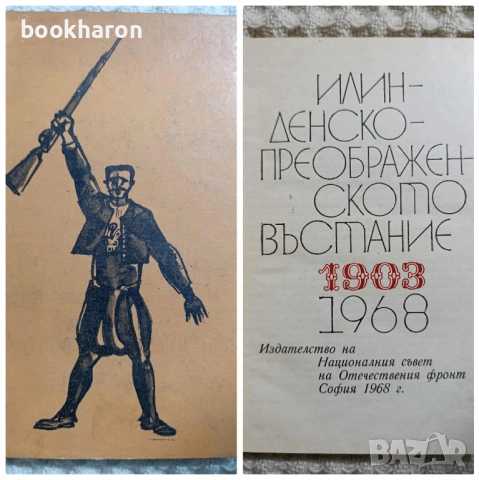 bookharon
ИЛИН-
ДЕНСКО-
ПРЕОБРАЖЕН-
СКОТО
ВЪСТАНИЕ
1903
1968
Издателство на
Националния съвет
на Отечествения фронт
София 1968 г.
BAZAR